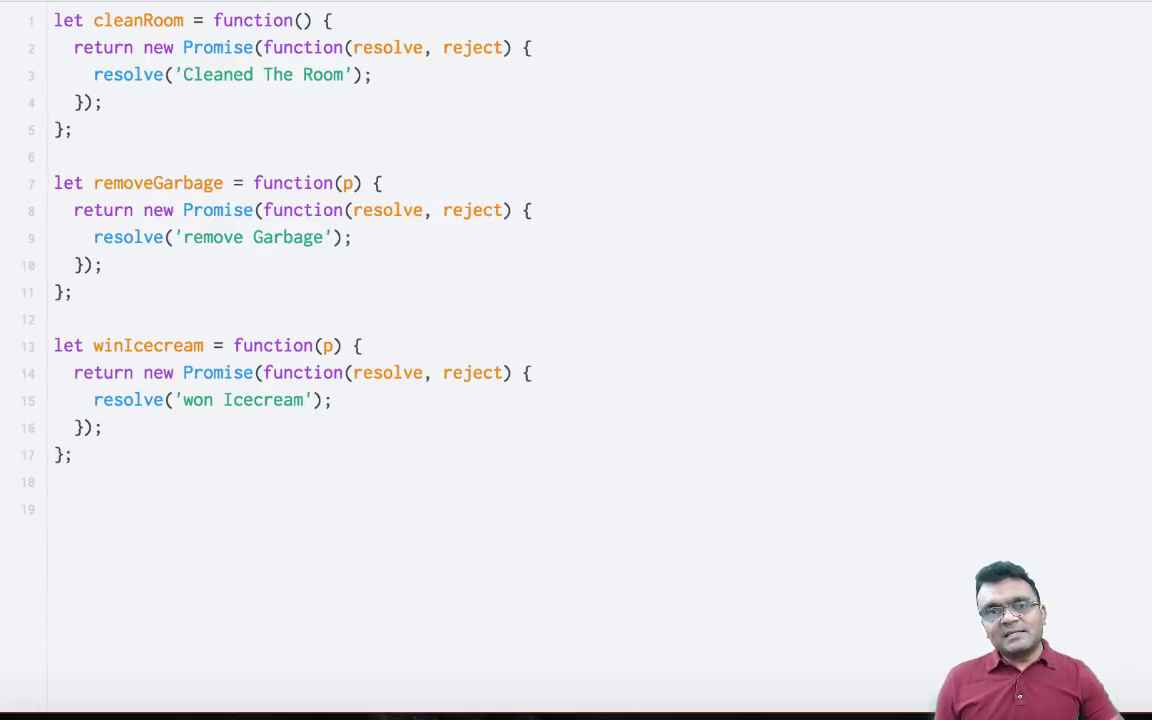 1 let cleanRoom = function() {
2 return new Promise(function(resolve, reject) {
3 resolve('Cleaned The Room');
4 });
5 };
6
7 let removeGarbage = function(p) {
8 return new Promise(function(resolve, reject) {
9 resolve('remove Garbage');
10 });
11 };
12
13 let winIcecream = function(p) {
14 return new Promise(function(resolve, reject) {
15 resolve('won Icecream');
16 });
17 };
18
19